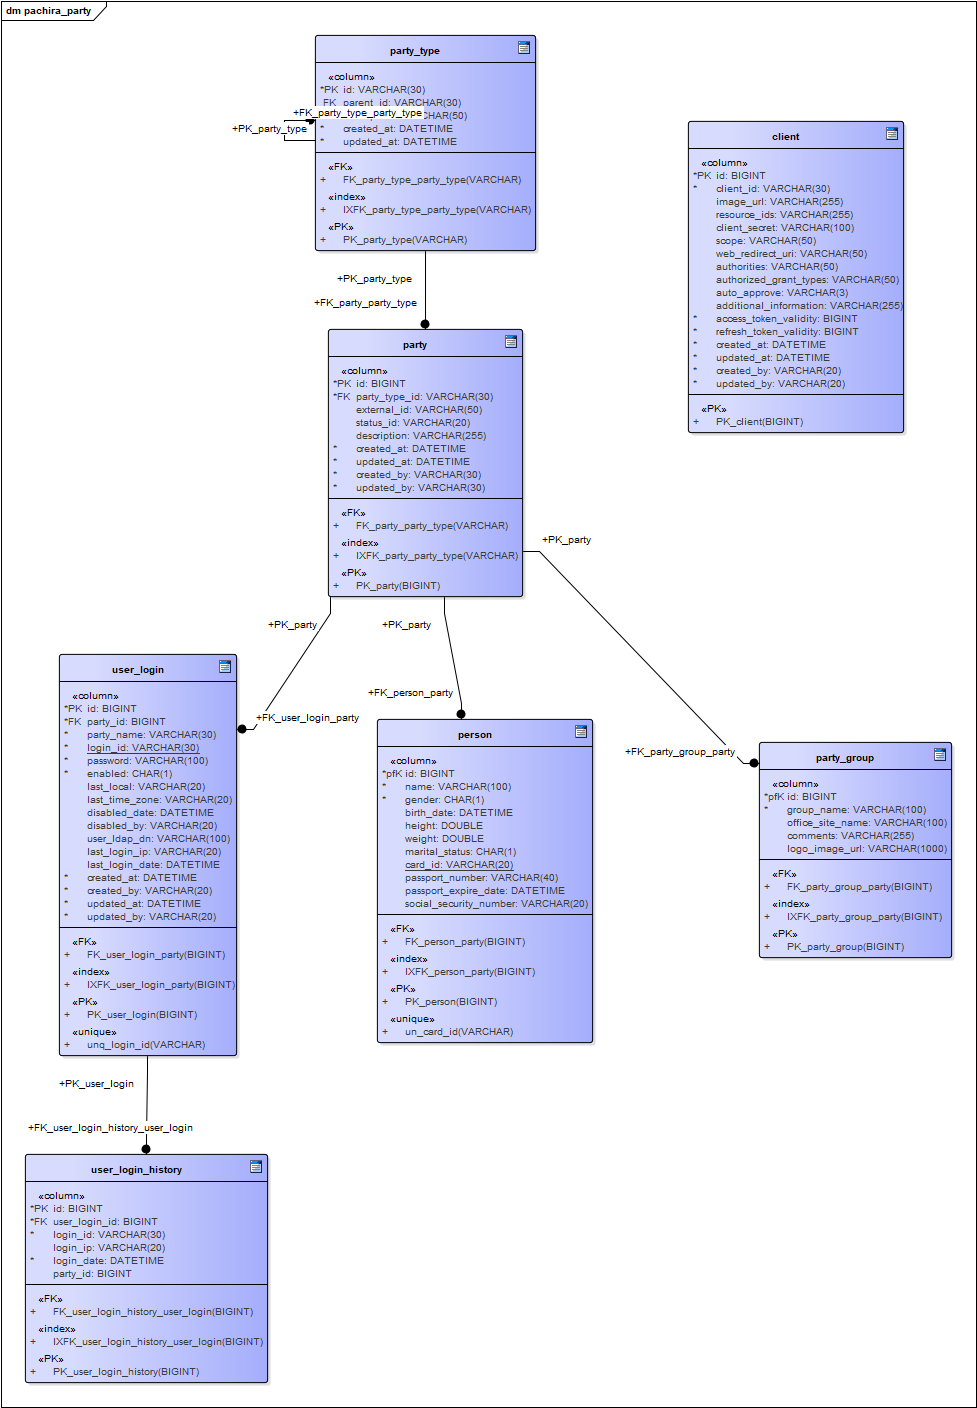 dm pachira_party
party_type
«column»
*PK id: VARCHAR(30)
FK parent_id: VARCHAR(30)
+FK_party_type_party_type
CHAR(50)
+PK_party_type
* created_at: DATETIME
* updated_at: DATETIME
«FK»
+ FK_party_type_party_type(VARCHAR)
«index»
+ IXFK_party_type_party_type(VARCHAR)
«PK»
+ PK_party_type(VARCHAR)
+PK_party_type
+FK_party_party_type
client
«column»
*PK id: BIGINT
* client_id: VARCHAR(30)
image_url: VARCHAR(255)
resource_ids: VARCHAR(255)
client_secret: VARCHAR(100)
scope: VARCHAR(50)
web_redirect_uri: VARCHAR(50)
authorities: VARCHAR(50)
authorized_grant_types: VARCHAR(50)
auto_approve: VARCHAR(3)
additional_information: VARCHAR(255)
* access_token_validity: BIGINT
* refresh_token_validity: BIGINT
* created_at: DATETIME
* updated_at: DATETIME
* created_by: VARCHAR(20)
* updated_by: VARCHAR(20)
«PK»
+ PK_client(BIGINT)
party
«column»
*PK id: BIGINT
*FK party_type_id: VARCHAR(30)
external_id: VARCHAR(50)
status_id: VARCHAR(20)
description: VARCHAR(255)
* created_at: DATETIME
* updated_at: DATETIME
* created_by: VARCHAR(30)
* updated_by: VARCHAR(30)
«FK»
+ FK_party_party_type(VARCHAR)
«index»
+ IXFK_party_party_type(VARCHAR)
«PK»
+ PK_party(BIGINT)
+PK_party
+PK_party
+PK_party
+FK_user_login_party
+FK_person_party
+FK_party_group_party
user_login
«column»
*PK id: BIGINT
*FK party_id: BIGINT
* party_name: VARCHAR(30)
* login_id: VARCHAR(30)
* password: VARCHAR(100)
* enabled: CHAR(1)
last_local: VARCHAR(20)
last_time_zone: VARCHAR(20)
disabled_date: DATETIME
disabled_by: VARCHAR(20)
user_ldap_dn: VARCHAR(100)
last_login_ip: VARCHAR(20)
last_login_date: DATETIME
* created_at: DATETIME
* created_by: VARCHAR(20)
* updated_at: DATETIME
* updated_by: VARCHAR(20)
«FK»
+ FK_user_login_party(BIGINT)
«index»
+ IXFK_user_login_party(BIGINT)
«PK»
+ PK_user_login(BIGINT)
«unique»
+ unq_login_id(VARCHAR)
person
«column»
*pfK id: BIGINT
* name: VARCHAR(100)
* gender: CHAR(1)
birth_date: DATETIME
height: DOUBLE
weight: DOUBLE
marital_status: CHAR(1)
card_id: VARCHAR(20)
passport_number: VARCHAR(40)
passport_expire_date: DATETIME
social_security_number: VARCHAR(20)
«FK»
+ FK_person_party(BIGINT)
«index»
+ IXFK_person_party(BIGINT)
«PK»
+ PK_person(BIGINT)
«unique»
+ un_card_id(VARCHAR)
party_group
«column»
*pfK id: BIGINT
* group_name: VARCHAR(100)
office_site_name: VARCHAR(100)
comments: VARCHAR(255)
logo_image_url: VARCHAR(1000)
«FK»
+ FK_party_group_party(BIGINT)
«index»
+ IXFK_party_group_party(BIGINT)
«PK»
+ PK_party_group(BIGINT)
+PK_user_login
+FK_user_login_history_user_login
user_login_history
«column»
*PK id: BIGINT
*FK user_login_id: BIGINT
* login_id: VARCHAR(30)
login_ip: VARCHAR(20)
* login_date: DATETIME
party_id: BIGINT
«FK»
+ FK_user_login_history_user_login(BIGINT)
«index»
+ IXFK_user_login_history_user_login(BIGINT)
«PK»
+ PK_user_login_history(BIGINT)